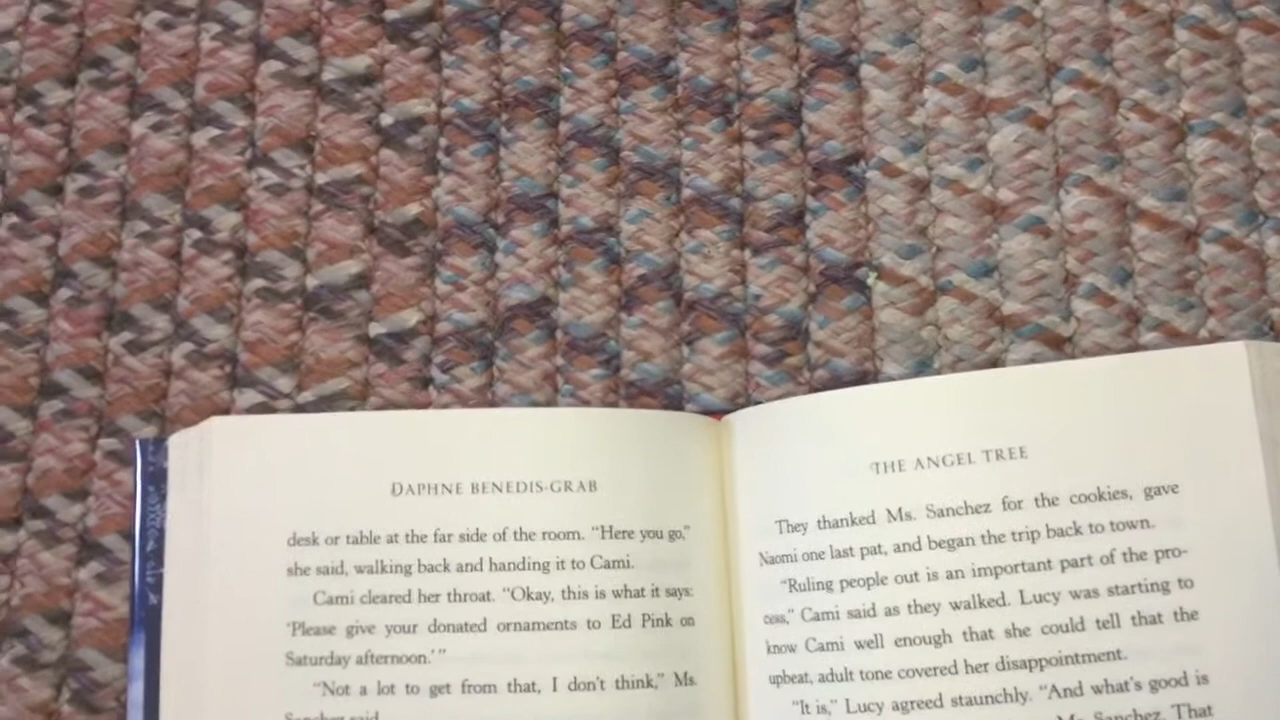 DAPHNE BENEDIS-GRAB
desk or table at the far side of the room. “Here you go,”
she said, walking back and handing it to Cami.
Cami cleared her throat. “Okay, this is what it says:
‘Please give your donated ornaments to Ed Pink on
Saturday afternoon.’”
“Not a lot to get from that, I don't think,” Ms.
Sanchez said.
THE ANGEL TREE
They thanked Ms. Sanchez for the cookies, gave
Naomi one last pat, and began the trip back to town.
“Ruling people out is an important part of the pro-
cess,” Cami said as they walked. Lucy was starting to
know Cami well enough that she could tell that the
upbeat, adult tone covered her disappointment.
“It is,” Lucy agreed staunchly. “And what's good is
Ms. Sanchez. That